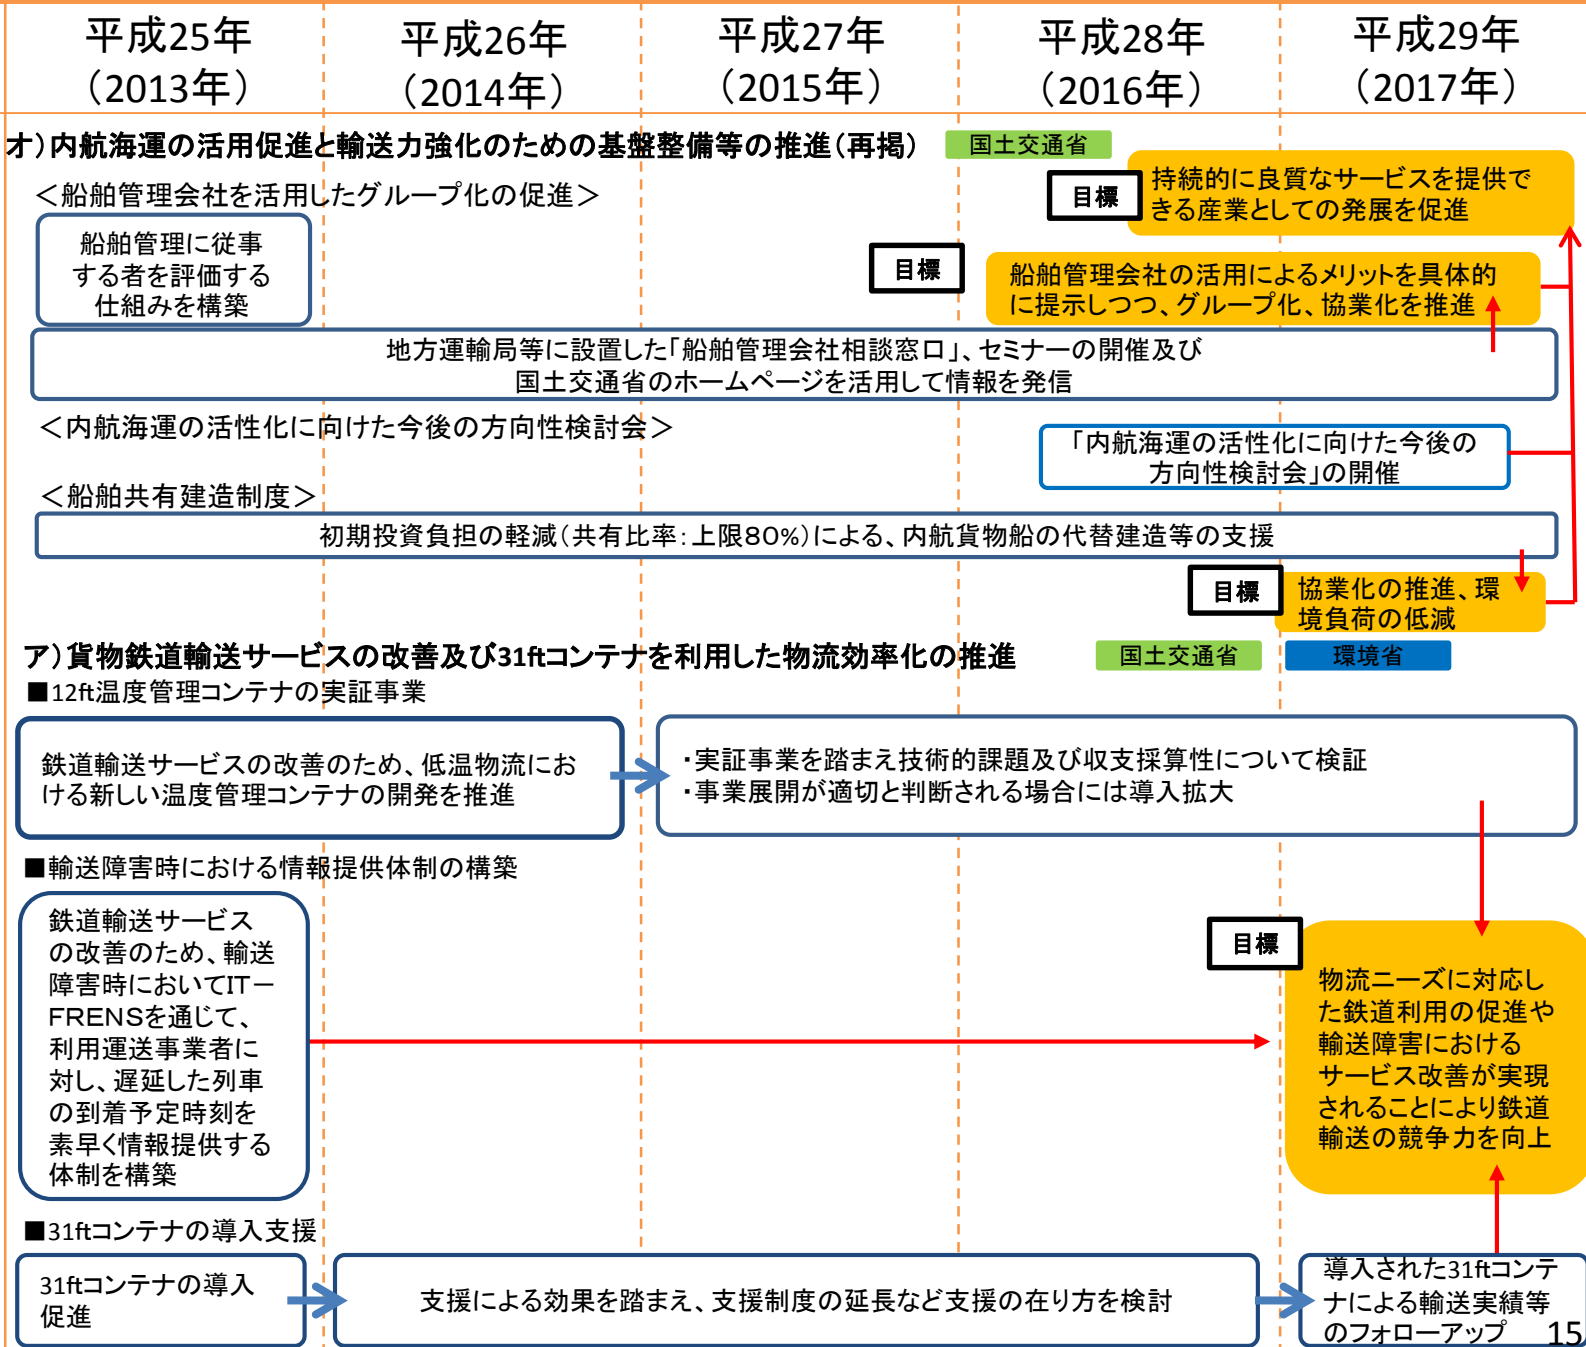 平成25年
（2013年）
平成26年
（2014年）
平成27年
（2015年）
平成28年
（2016年）
平成29年
（2017年）
オ）内航海運の活用促進と輸送力強化のための基盤整備等の推進（再掲）
国土交通省
＜船舶管理会社を活用したグループ化の促進＞
目標
持続的に良質なサービスを提供で
きる産業としての発展を促進
船舶管理に従事
する者を評価する
仕組みを構築
目標
船舶管理会社の活用によるメリットを具体的
に提示しつつ、グループ化、協業化を推進
地方運輸局等に設置した「船舶管理会社相談窓口」、セミナーの開催及び
国土交通省のホームページを活用して情報を発信
＜内航海運の活性化に向けた今後の方向性検討会＞
「内航海運の活性化に向けた今後の
方向性検討会」の開催
＜船舶共有建造制度＞
初期投資負担の軽減（共有比率：上限80%）による、内航貨物船の代替建造等の支援
目標
協業化の推進、環
境負荷の低減
ア）貨物鉄道輸送サービスの改善及び31ftコンテナを利用した物流効率化の推進
国土交通省
環境省
■12ft温度管理コンテナの実証事業
鉄道輸送サービスの改善のため、低温物流にお
ける新しい温度管理コンテナの開発を推進
・実証事業を踏まえ技術的課題及び収支採算性について検証
・事業展開が適切と判断される場合には導入拡大
■輸送障害時における情報提供体制の構築
鉄道輸送サービス
の改善のため、輸送
障害時においてIT－
FRENSを通じて、
利用運送事業者に
対し、遅延した列車
の到着予定時刻を
素早く情報提供する
体制を構築
目標
物流ニーズに対応し
た鉄道利用の促進や
輸送障害における
サービス改善が実現
されることにより鉄道
輸送の競争力を向上
■31ftコンテナの導入支援
31ftコンテナの導入
促進
支援による効果を踏まえ、支援制度の延長など支援の在り方を検討
導入された31ftコンテ
ナによる輸送実績等
のフォローアップ
15